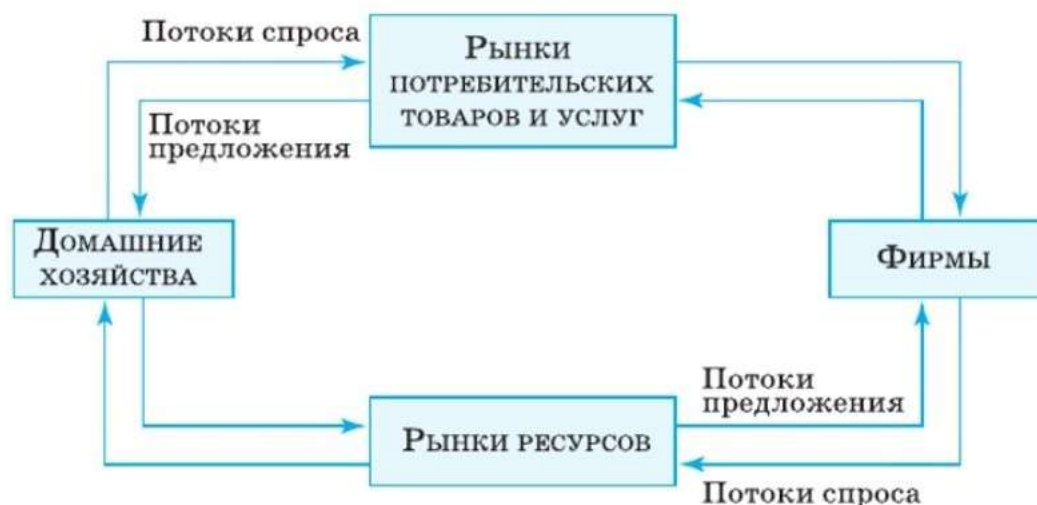 Потоки спроса
Рынки
потребительских
товаров и услуг
Потоки
предложения
Домашние
хозяйства
Фирмы
Потоки
предложения
Рынки ресурсов
Потоки спроса